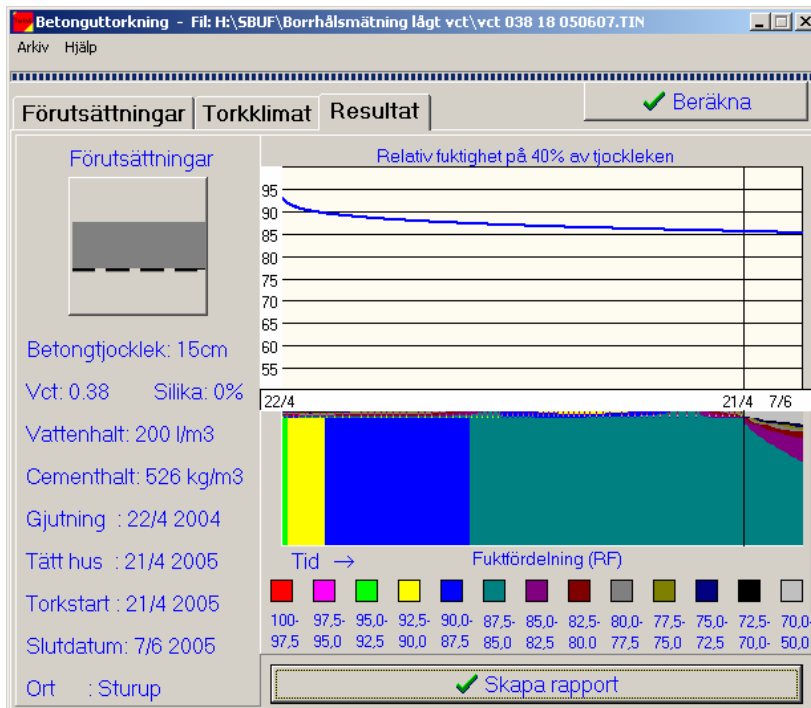 Betonguttorkning - Fil: H:\SBUF\Borrhålsmätning lågt vct\vct 038 18 050607.TIN
Arkiv Hjälp
Förutsättningar Torkklimat Resultat Beräkna
Förutsättningar
Relativ fuktighet på 40% av tjockleken
95
90
85
80
75
70
65
60
55
22/4 21/4 7/6
Betongtjocklek: 15cm
Vct: 0.38 Silika: 0%
Vattenhalt: 200 l/m3
Cementhalt: 526 kg/m3
Gjutning : 22/4 2004
Tätt hus : 21/4 2005
Torkstart : 21/4 2005
Slutdatum: 7/6 2005
Ort : Sturup
Tid → Fuktfördelning (RF)
100- 97,5- 95,0- 92,5- 90,0- 87,5- 85,0- 82,5- 80,0- 77,5- 75,0- 72,5- 70,0-
97,5 95,0 92,5 90,0 87,5 85,0 82,5 80.0 77,5 75,0 72,5 70,0- 50,0
Skapa rapport